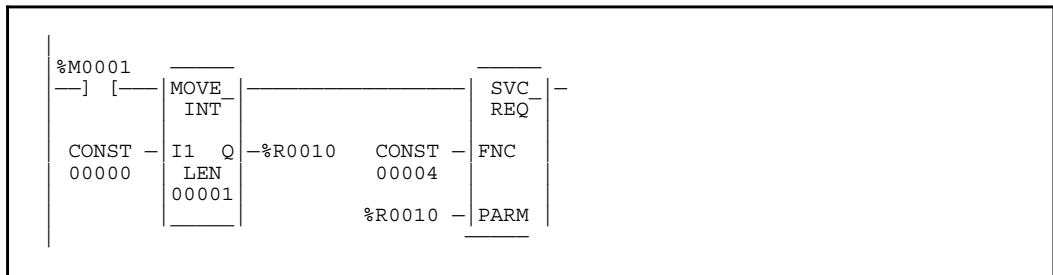 %M0001
] [ MOVE_ SVC_
INT REQ
CONST I1 Q %R0010 CONST FNC
00000 LEN 00004
00001
%R0010 PARM